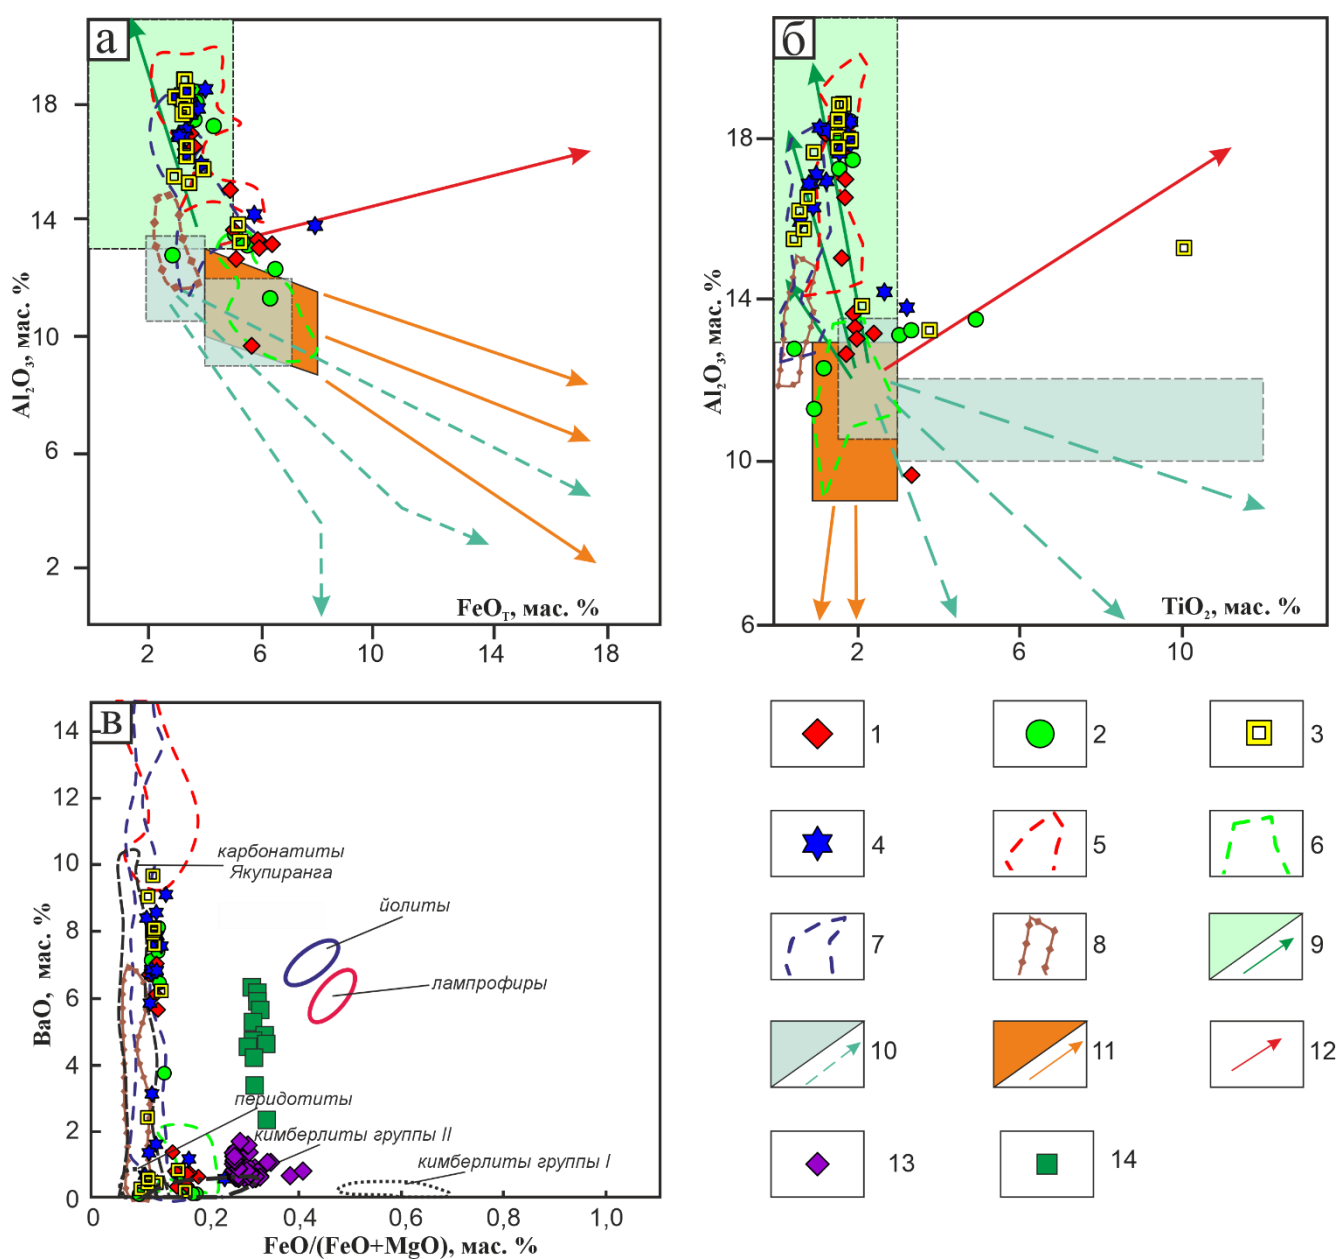 а
18
14
10
6
2
Al₂O₃, мас. %
FeOТ, мас. %
2
6
10
14
18
б
18
14
10
6
Al₂O₃, мас. %
TiO₂, мас. %
2
6
10
в
14
12
10
8
6
4
2
0
BaO, мас. %
карбонатиты
Якупиранга
йолиты
лампрофиры
перидотиты
кимберлиты группы II
кимберлиты группы I
0
0,2
0,4
0,6
0,8
1,0
FeO/(FeO+MgO), мас. %
1
2
3
4
5
6
7
8
9
10
11
12
13
14